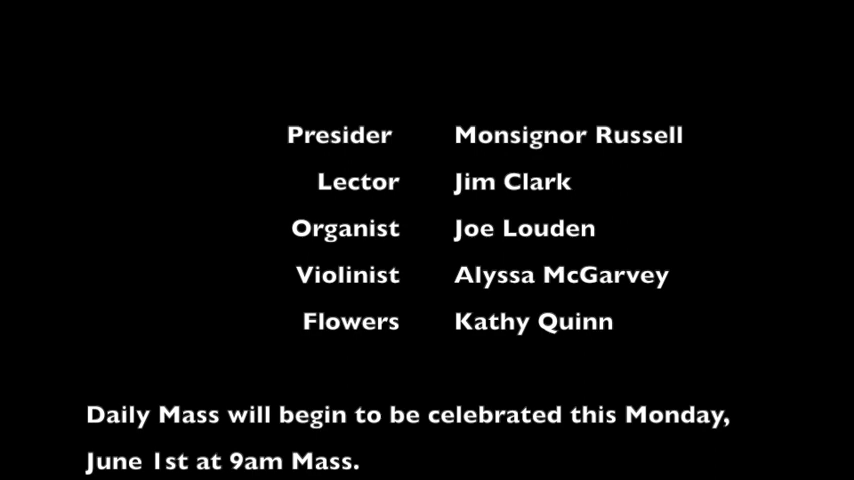 Presider Monsignor Russell
Lector Jim Clark
Organist Joe Louden
Violinist Alyssa McGarvey
Flowers Kathy Quinn
Daily Mass will begin to be celebrated this Monday,
June 1st at 9am Mass.